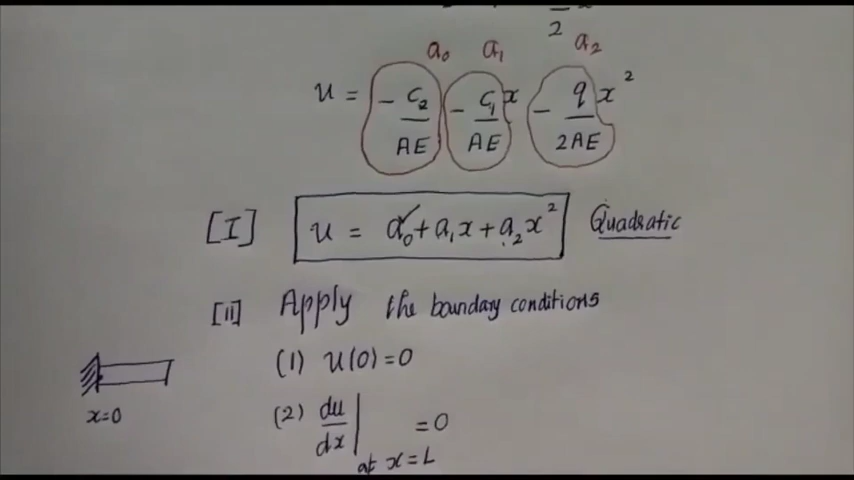 2
a₀ a₁ a₂
u = - C₂/AE - C₁/AE x - q/2AE x²
[I] u = a₀ + a₁x + a₂x² Quadratic
[II] Apply the boundary conditions
(1) u(0) = 0
x=0
(2) du/dx | at x = L = 0